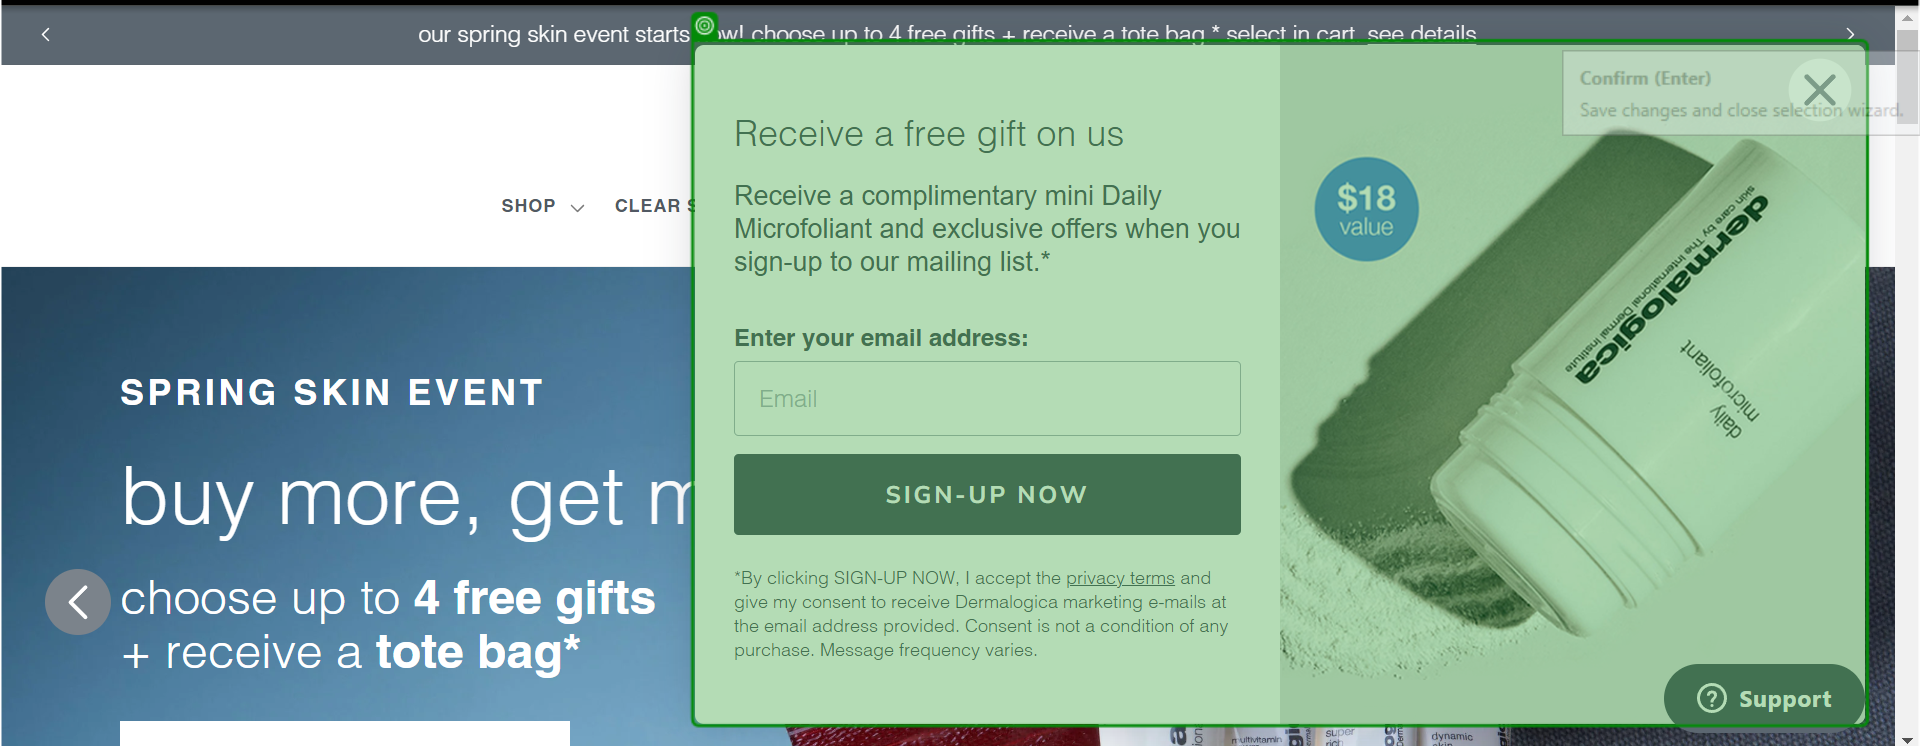 our spring skin event starts ow! choose up to 4 free gifts + receive a tote bag * select in cart. see details
Confirm (Enter)
Save changes and close selection wizard.
SHOP
CLEAR S
Receive a free gift on us
Receive a complimentary mini Daily
Microfoliant and exclusive offers when you
sign-up to our mailing list.*
Enter your email address:
Email
SIGN-UP NOW
*By clicking SIGN-UP NOW, I accept the privacy terms and
give my consent to receive Dermalogica marketing e-mails at
the email address provided. Consent is not a condition of any
purchase. Message frequency varies.
$18
value
dermalogica
skin care by The International Dermal Institute
daily
microfoliant
SPRING SKIN EVENT
buy more, get m
choose up to 4 free gifts
+ receive a tote bag*
Support
multivitamin
super
rich
dynamic
skin